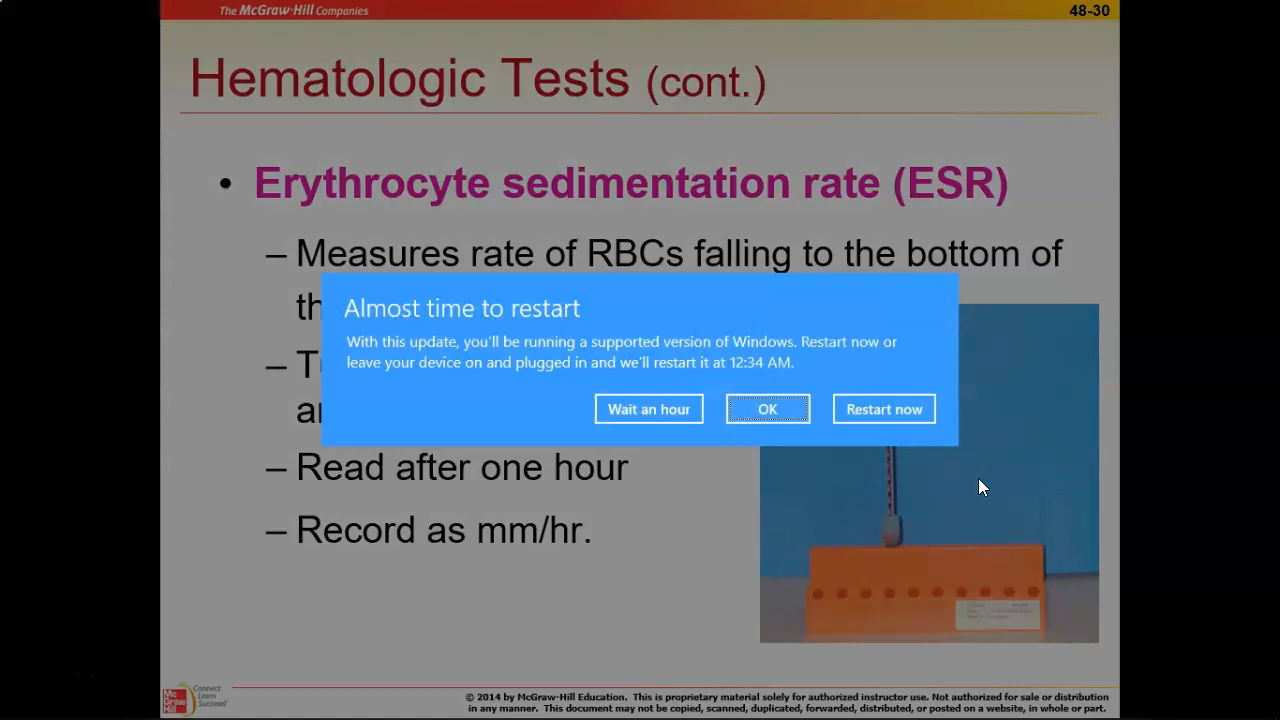 The McGraw-Hill Companies
48-30
Hematologic Tests (cont.)
• Erythrocyte sedimentation rate (ESR)
– Measures rate of RBCs falling to the bottom of
Almost time to restart
With this update, you'll be running a supported version of Windows. Restart now or
leave your device on and plugged in and we'll restart it at 12:34 AM.
Wait an hour
OK
Restart now
– Read after one hour
– Record as mm/hr.
Mc
Graw
Hill
Connect
Learn
Succeed
© 2014 by McGraw-Hill Education. This is proprietary material solely for authorized instructor use. Not authorized for sale or distribution
in any manner. This document may not be copied, scanned, duplicated, forwarded, distributed, or posted on a website, in whole or part.